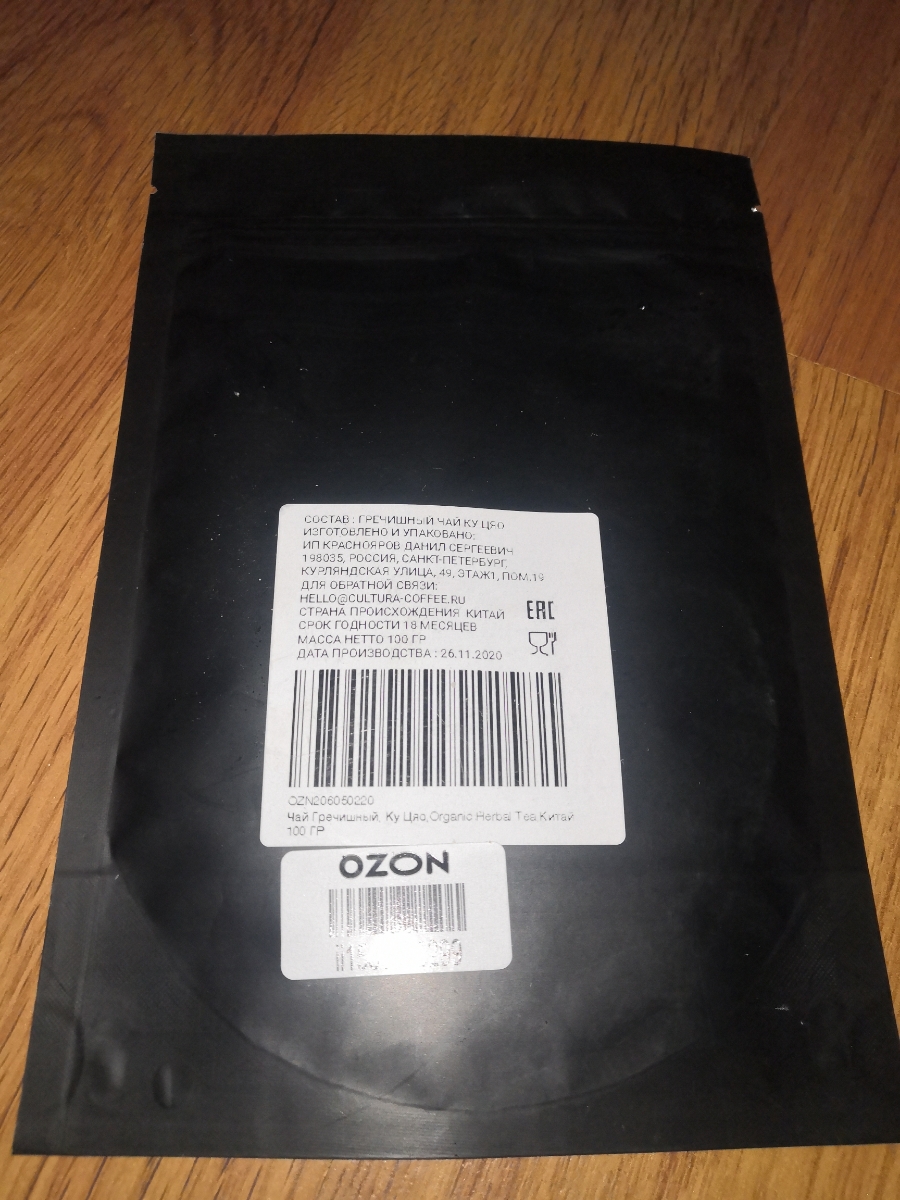 СОСТАВ : ГРЕЧИШНЫЙ ЧАЙ КУ ЦЯО
ИЗГОТОВЛЕНО И УПАКОВАНО:
ИП КРАСНОЯРОВ ДАНИЛ СЕРГЕЕВИЧ
198035, РОССИЯ, САНКТ-ПЕТЕРБУРГ,
КУРЛЯНДСКАЯ УЛИЦА, 49, ЭТАЖ1, ПОМ.19
ДЛЯ ОБРАТНОЙ СВЯЗИ:
HELLO@CULTURA-COFFEE.RU
СТРАНА ПРОИСХОЖДЕНИЯ КИТАЙ
СРОК ГОДНОСТИ 18 МЕСЯЦЕВ
МАССА НЕТТО 100 ГР
ДАТА ПРОИЗВОДСТВА : 26.11.2020
EAC
OZN206050220
Чай Гречишный, Ку Цяо,Organic Herbal Tea Китай
100 ГР
OZON